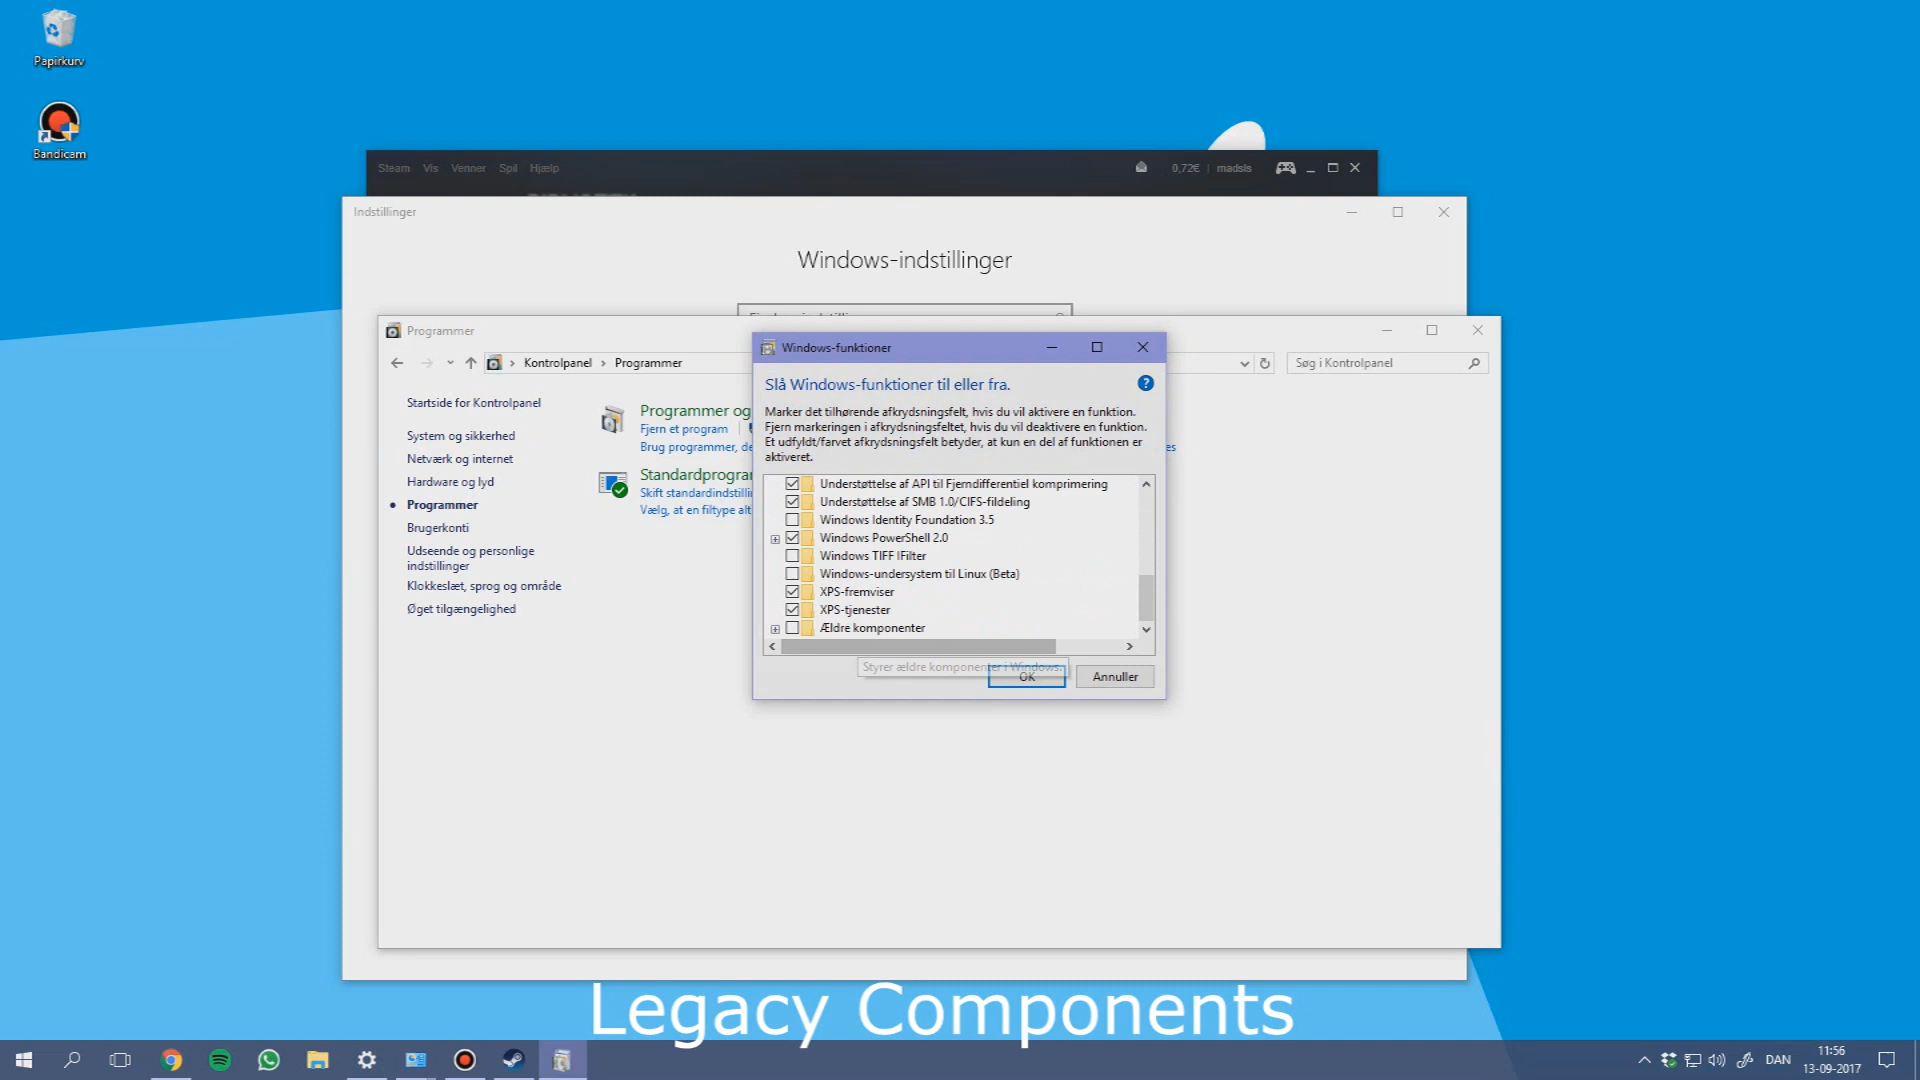 Papirkurv
Bandicam
Steam Vis Venner Spil Hjælp
0,72€ | madsls
Indstillinger
Windows-indstillinger
Programmer
Kontrolpanel > Programmer
Søg i Kontrolpanel
Startside for Kontrolpanel
System og sikkerhed
Netværk og internet
Hardware og lyd
Programmer
Brugerkonti
Udseende og personlige
indstillinger
Klokkeslæt, sprog og område
Øget tilgængelighed
Programmer og
Fjern et program
Brug programmer, de
es
Standardprogra
Skift standardindstilli
Vælg, at en filtype alt
Windows-funktioner
Slå Windows-funktioner til eller fra.
Marker det tilhørende afkrydsningsfelt, hvis du vil aktivere en funktion.
Fjern markeringen i afkrydsningsfeltet, hvis du vil deaktivere en funktion.
Et udfyldt/farvet afkrydsningsfelt betyder, at kun en del af funktionen er
aktiveret.
Understøttelse af API til Fjerndifferentiel komprimering
Understøttelse af SMB 1.0/CIFS-fildeling
Windows Identity Foundation 3.5
Windows PowerShell 2.0
Windows TIFF IFilter
Windows-undersystem til Linux (Beta)
XPS-fremviser
XPS-tjenester
Ældre komponenter
Styrer ældre komponenter i Windows.
OK
Annuller
Legacy Components
DAN
11:56
13-09-2017